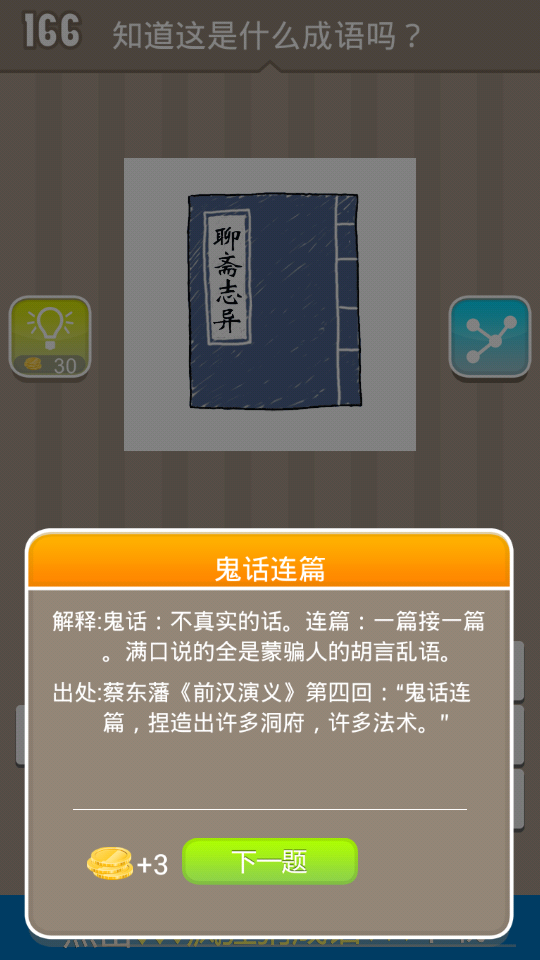 166 知道这是什么成语吗？
聊斋志异
30
鬼话连篇
解释:鬼话：不真实的话。连篇：一篇接一篇
。满口说的全是蒙骗人的胡言乱语。
出处:蔡东藩《前汉演义》第四回：“鬼话连
篇，捏造出许多洞府，许多法术。”
+3 下一题